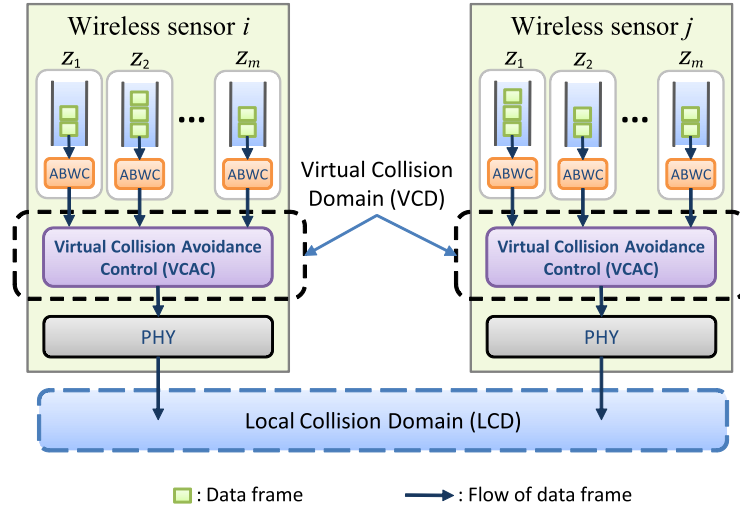 Wireless sensor i
Wireless sensor j
Z1 Z2 Zm
Z1 Z2 Zm
...
...
ABWC ABWC ABWC
ABWC ABWC ABWC
Virtual Collision
Domain (VCD)
Virtual Collision Avoidance
Control (VCAC)
Virtual Collision Avoidance
Control (VCAC)
PHY
PHY
Local Collision Domain (LCD)
: Data frame
: Flow of data frame